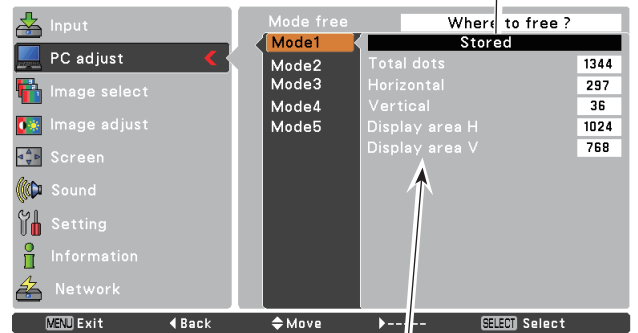 Input
PC adjust
Image select
Image adjust
Screen
Sound
Setting
Information
Network
Mode free
Where to free ?
Mode1
Mode2
Mode3
Mode4
Mode5
Stored
Total dots 1344
Horizontal 297
Vertical 36
Display area H 1024
Display area V 768
MENU Exit
Back
Move
-----
SELECT Select